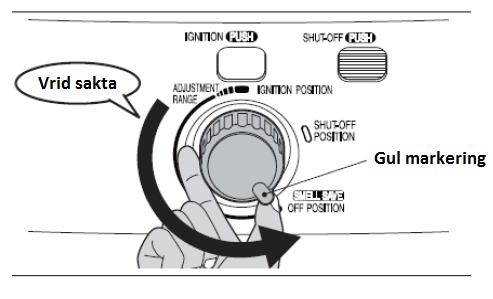 IGNITION PUSH
SHUT-OFF PUSH
Vrid sakta
ADJUSTMENT
RANGE
IGNITION POSITION
SHUT-OFF
POSITION
Gul markering
SMELL SAVE
OFF POSITION